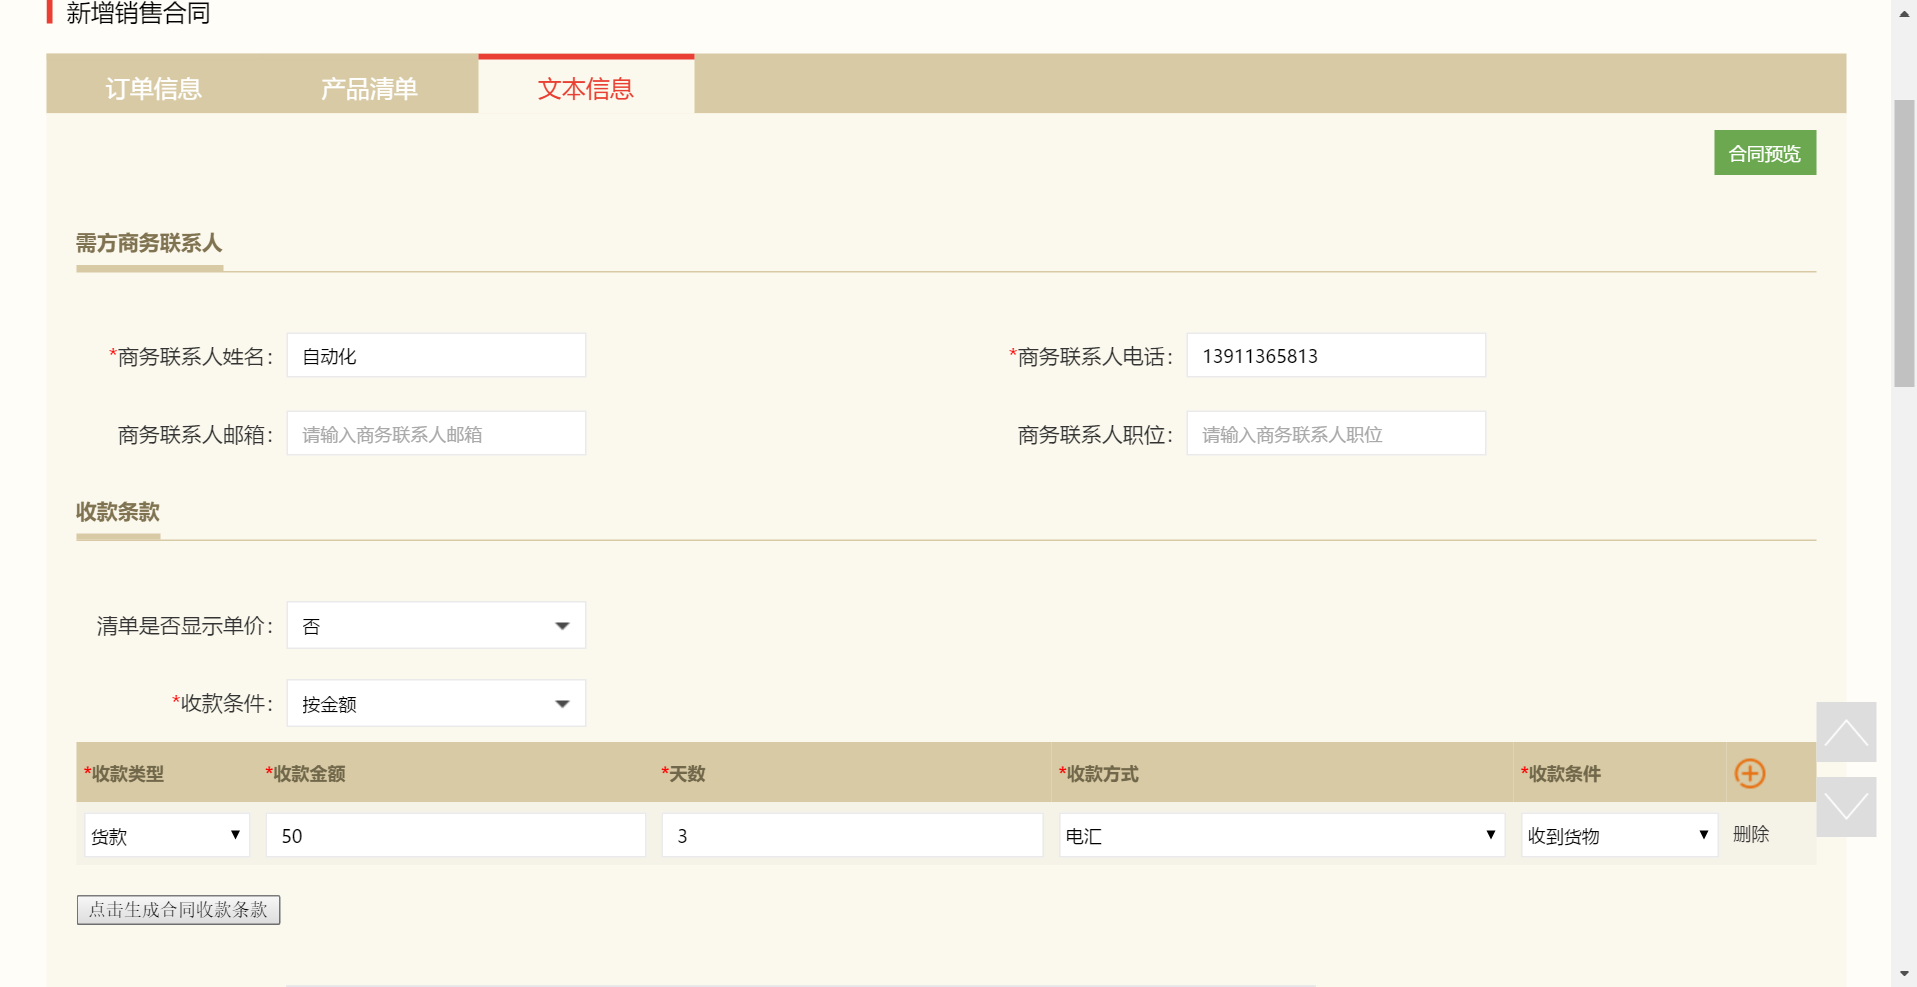 新增销售合同
订单信息 产品清单 文本信息
合同预览
需方商务联系人
*商务联系人姓名： 自动化 *商务联系人电话： 13911365813
商务联系人邮箱： 请输入商务联系人邮箱 商务联系人职位： 请输入商务联系人职位
收款条款
清单是否显示单价： 否
*收款条件： 按金额
*收款类型 *收款金额 *天数 *收款方式 *收款条件
货款 50 3 电汇 收到货物 删除
点击生成合同收款条款